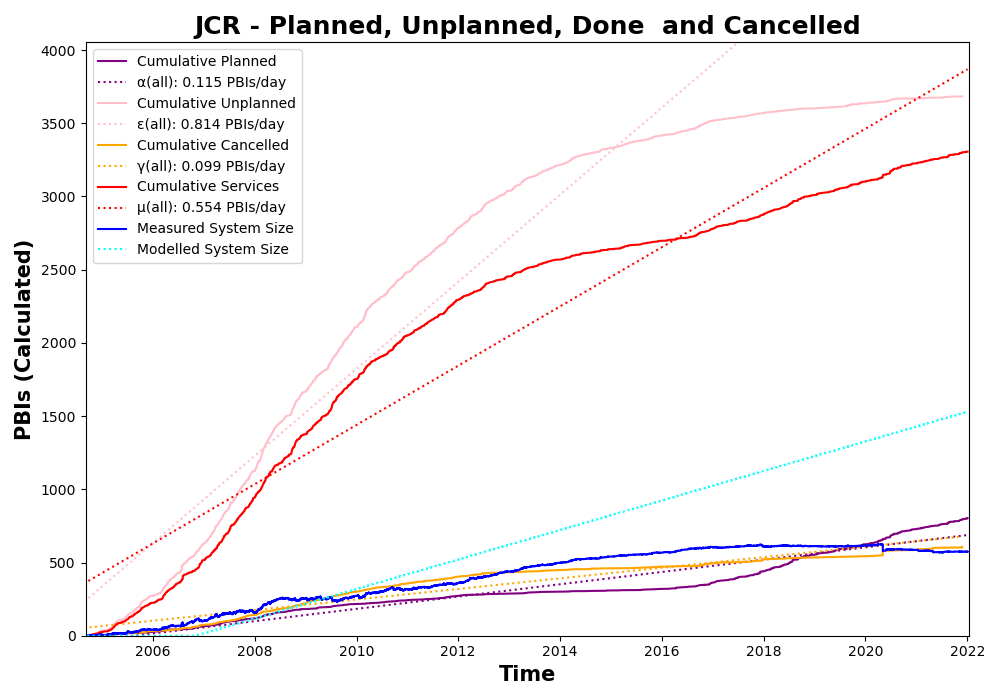 JCR - Planned, Unplanned, Done  and Cancelled
PBIs (Calculated)
4000
3500
3000
2500
2000
1500
1000
500
0
Cumulative Planned
α(all): 0.115 PBIs/day
Cumulative Unplanned
ε(all): 0.814 PBIs/day
Cumulative Cancelled
γ(all): 0.099 PBIs/day
Cumulative Services
μ(all): 0.554 PBIs/day
Measured System Size
Modelled System Size
2006 2008 2010 2012 2014 2016 2018 2020 2022
Time